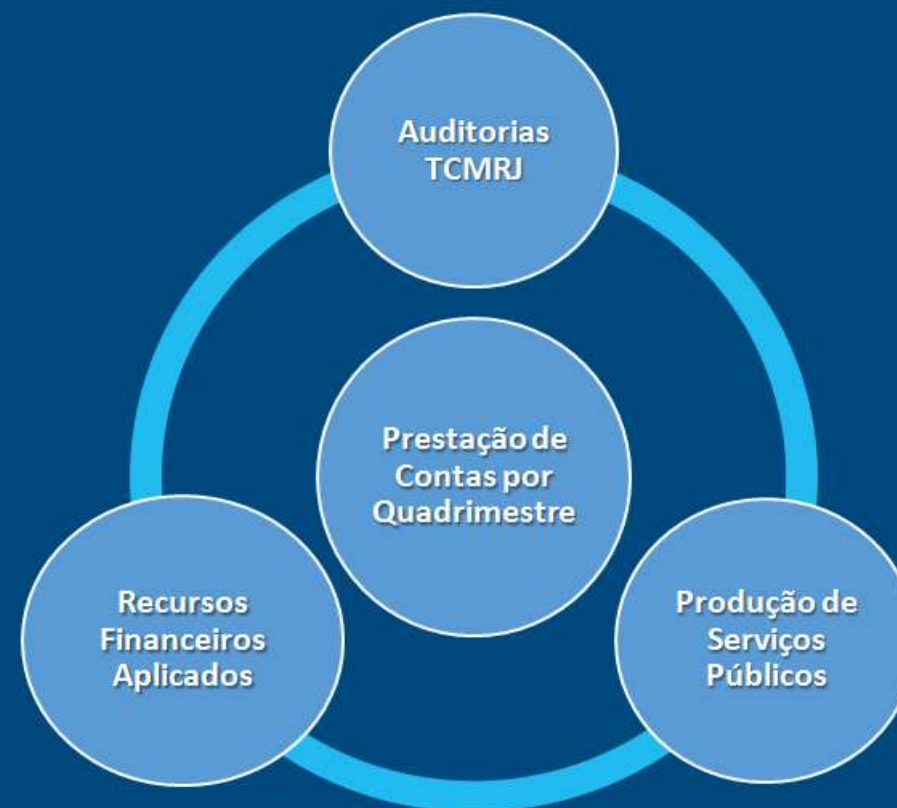 Auditorias
TCMRJ
Prestação de
Contas por
Quadrimestre
Recursos
Financeiros
Aplicados
Produção de
Serviços
Públicos